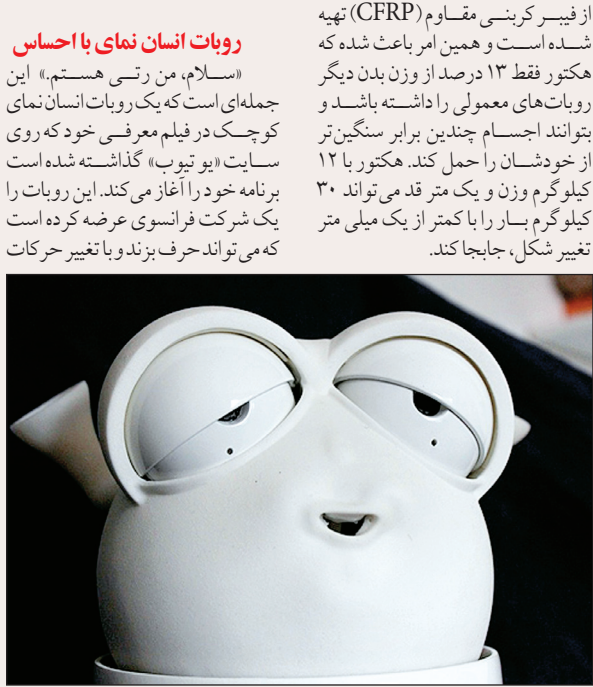 از فیبر کربنی مقاوم (CFRP) تهیه
شده است و همین امر باعث شده که
هکتور فقط ۱۳ درصد از وزن بدن دیگر
روبات‌های معمولی را داشته باشد و
بتوانند اجسام چندین برابر سنگین‌تر
از خودشان را حمل کند. هکتور با ۱۲
کیلوگرم وزن و یک متر قد می‌تواند ۳۰
کیلوگرم بار را با کمتر از یک میلی متر
تغییر شکل، جابجا کند.
روبات انسان نمای با احساس
«سلام، من رتی هستم.» این
جمله‌ای است که یک روبات انسان نمای
کوچک در فیلم معرفی خود که روی
سایت «یو تیوب» گذاشته شده است
برنامه خود را آغاز می‌کند. این روبات را
یک شرکت فرانسوی عرضه کرده است
که می‌تواند حرف بزند و با تغییر حرکات